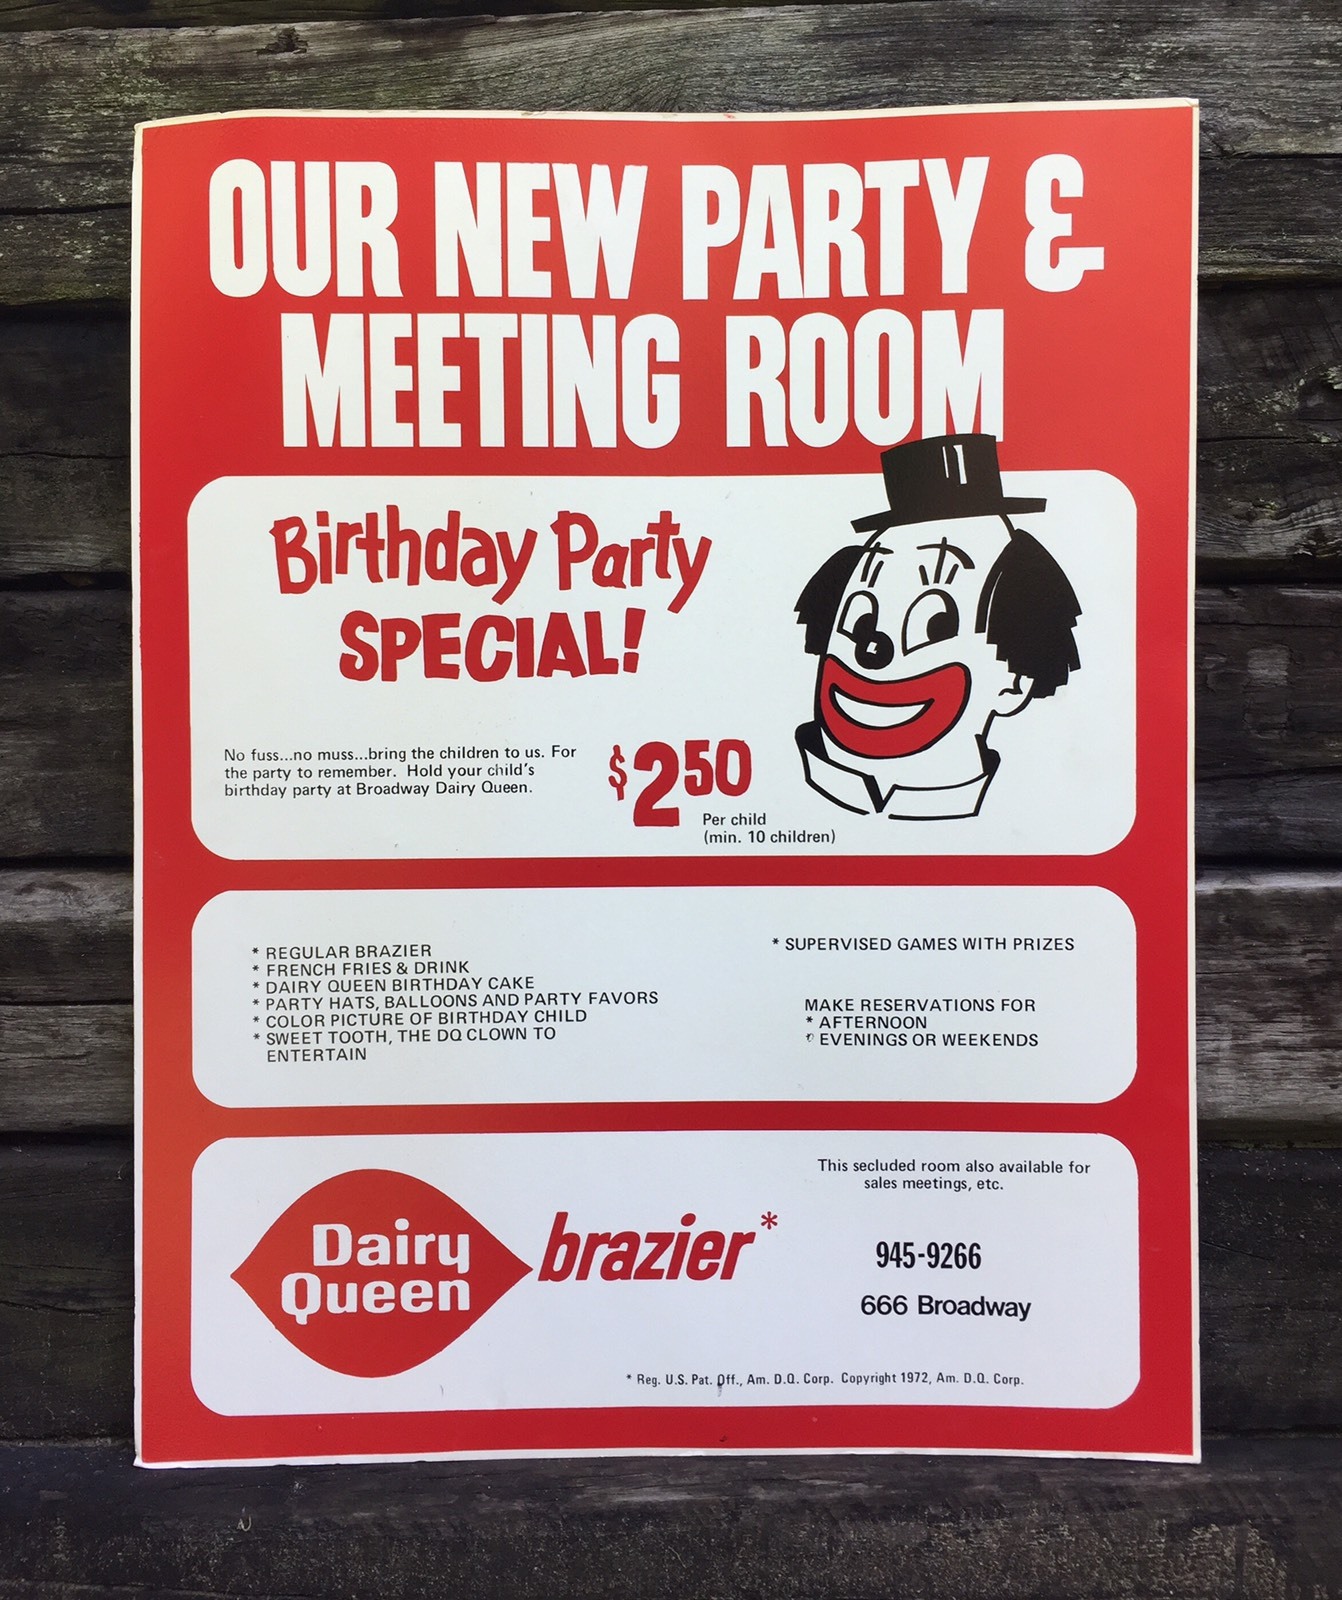 OUR NEW PARTY &
MEETING ROOM
Birthday Party
SPECIAL!
No fuss...no muss...bring the children to us. For
the party to remember. Hold your child's
birthday party at Broadway Dairy Queen.
$2.50
Per child
(min. 10 children)
* REGULAR BRAZIER
* FRENCH FRIES & DRINK
* DAIRY QUEEN BIRTHDAY CAKE
* PARTY HATS, BALLOONS AND PARTY FAVORS
* COLOR PICTURE OF BIRTHDAY CHILD
* SWEET TOOTH, THE DQ CLOWN TO
ENTERTAIN
* SUPERVISED GAMES WITH PRIZES
MAKE RESERVATIONS FOR
* AFTERNOON
* EVENINGS OR WEEKENDS
Dairy
Queen
brazier*
This secluded room also available for
sales meetings, etc.
945-9266
666 Broadway
* Reg. U.S. Pat. Off., Am. D.Q. Corp. Copyright 1972, Am. D.Q. Corp.